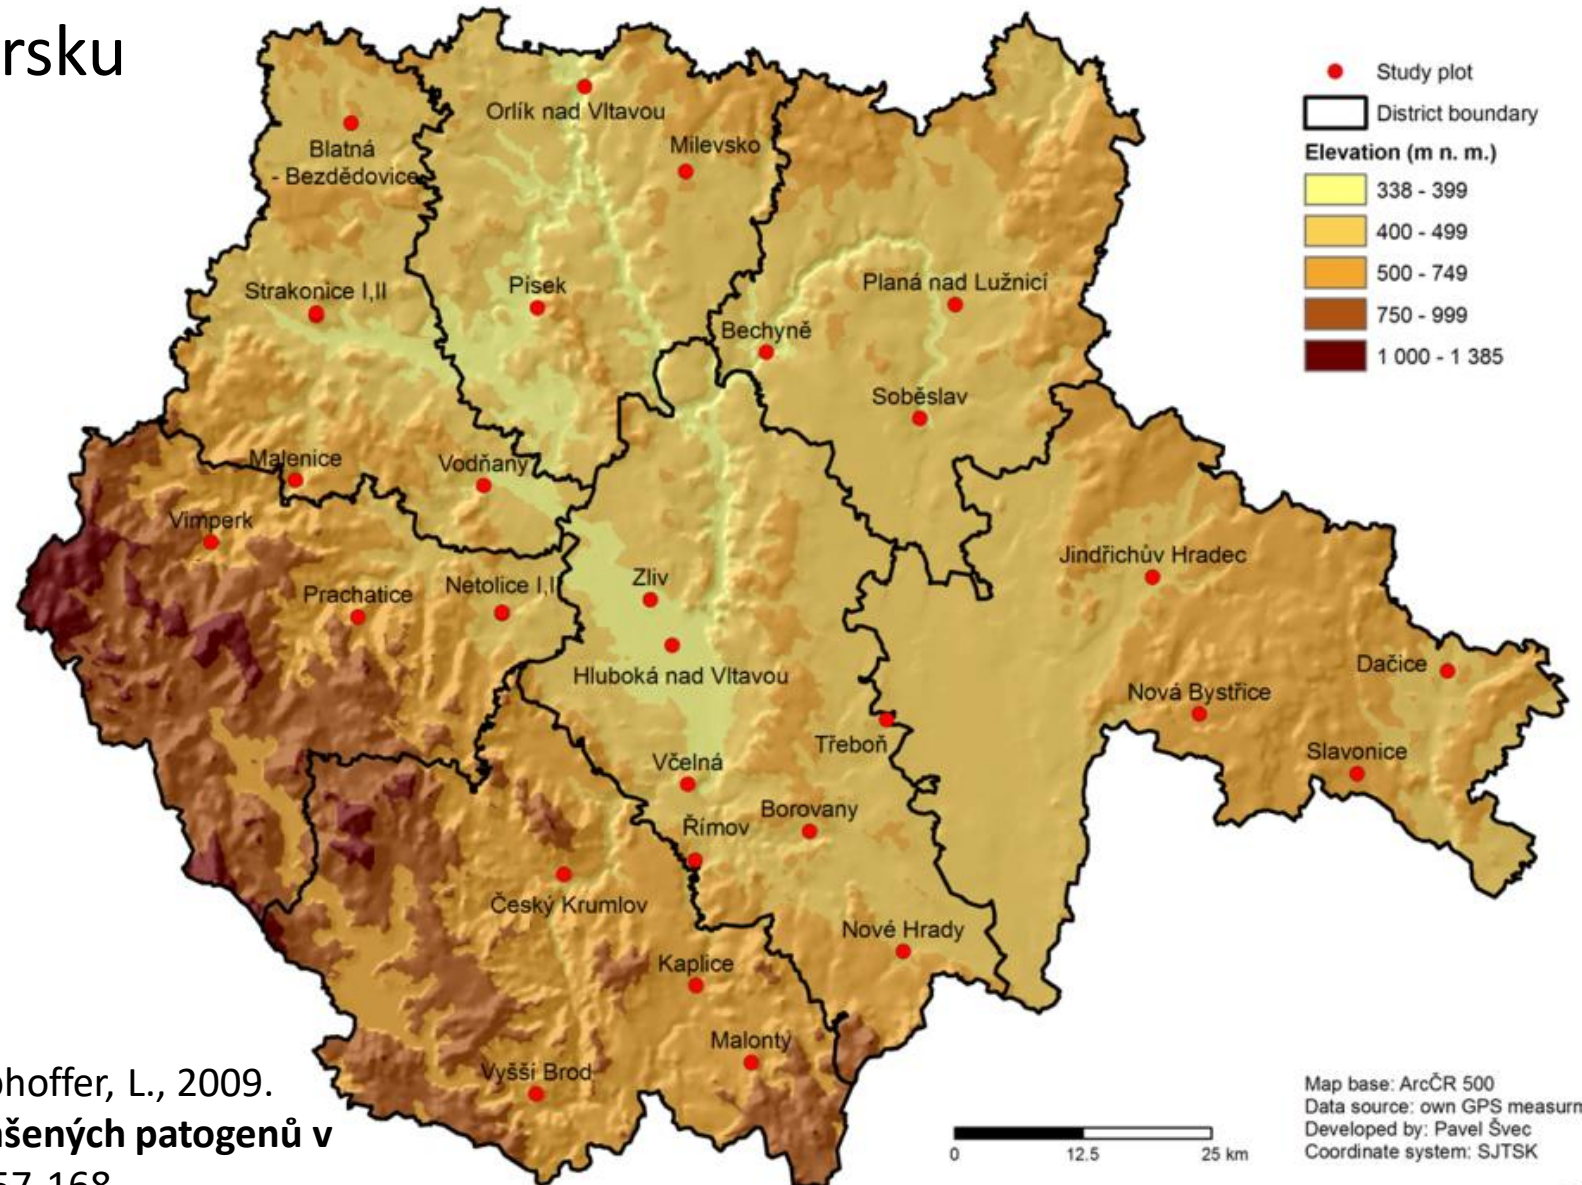 rsku
Study plot
District boundary
Elevation (m n. m.)
338 - 399
400 - 499
500 - 749
750 - 999
1 000 - 1 385
Orlík nad Vltavou
Blatná
- Bezdědovice
Milevsko
Strakonice I,II
Písek
Planá nad Lužnicí
Bechyně
Soběslav
Malenice
Vodňany
Vimperk
Jindřichův Hradec
Zliv
Netolice I,II
Prachatice
Hluboká nad Vltavou
Dačice
Nová Bystřice
Třeboň
Slavonice
Včelná
Borovany
Římov
Český Krumlov
Nové Hrady
Kaplice
Malontý
Vyšší Brod
hoffer, L., 2009.
šených patogenů v
57-168
0 12.5 25 km
Map base: ArcČR 500
Data source: own GPS measurm
Developed by: Pavel Švec
Coordinate system: SJTSK